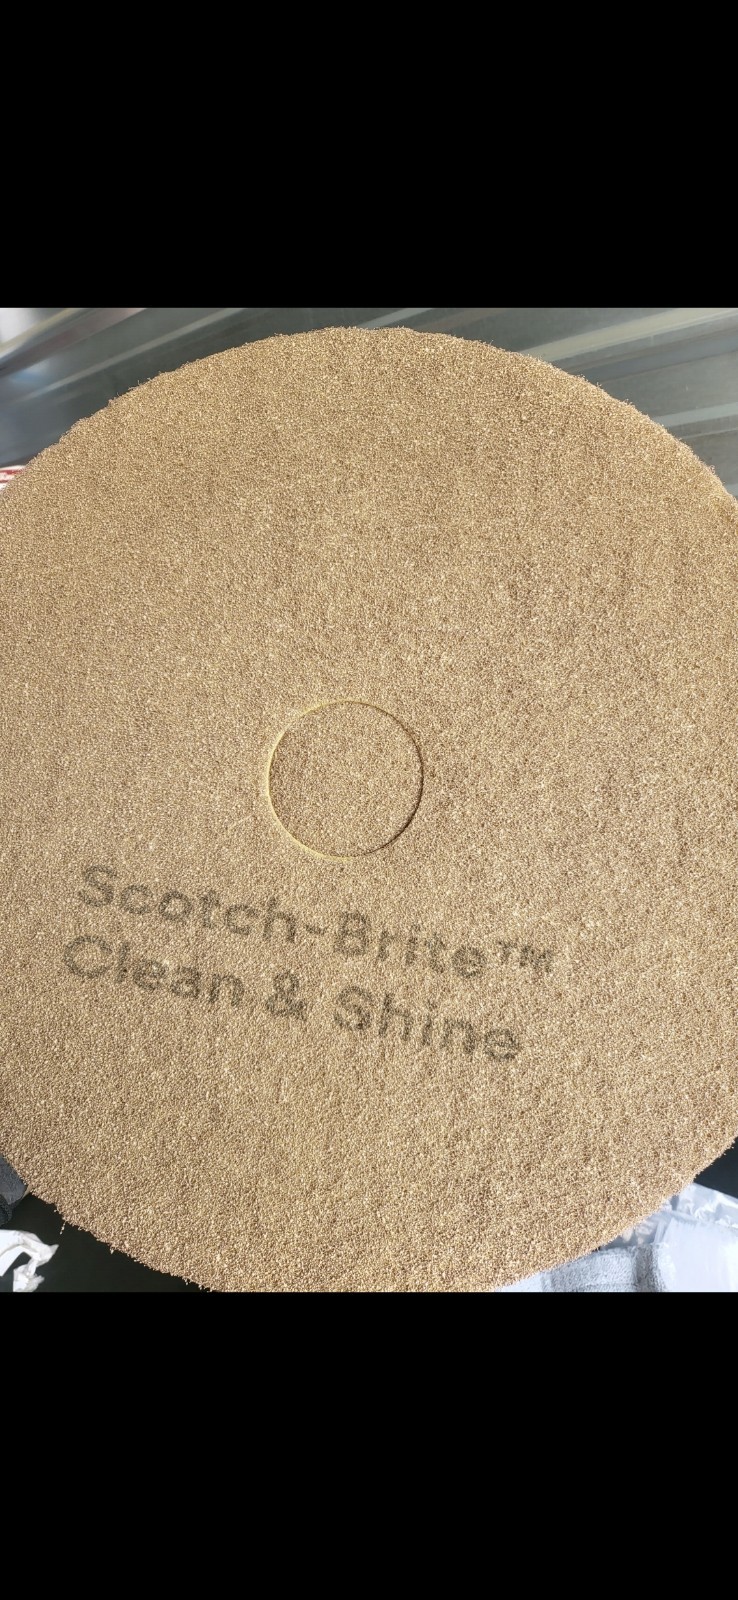 Scotch-Brite™
Clean & Shine